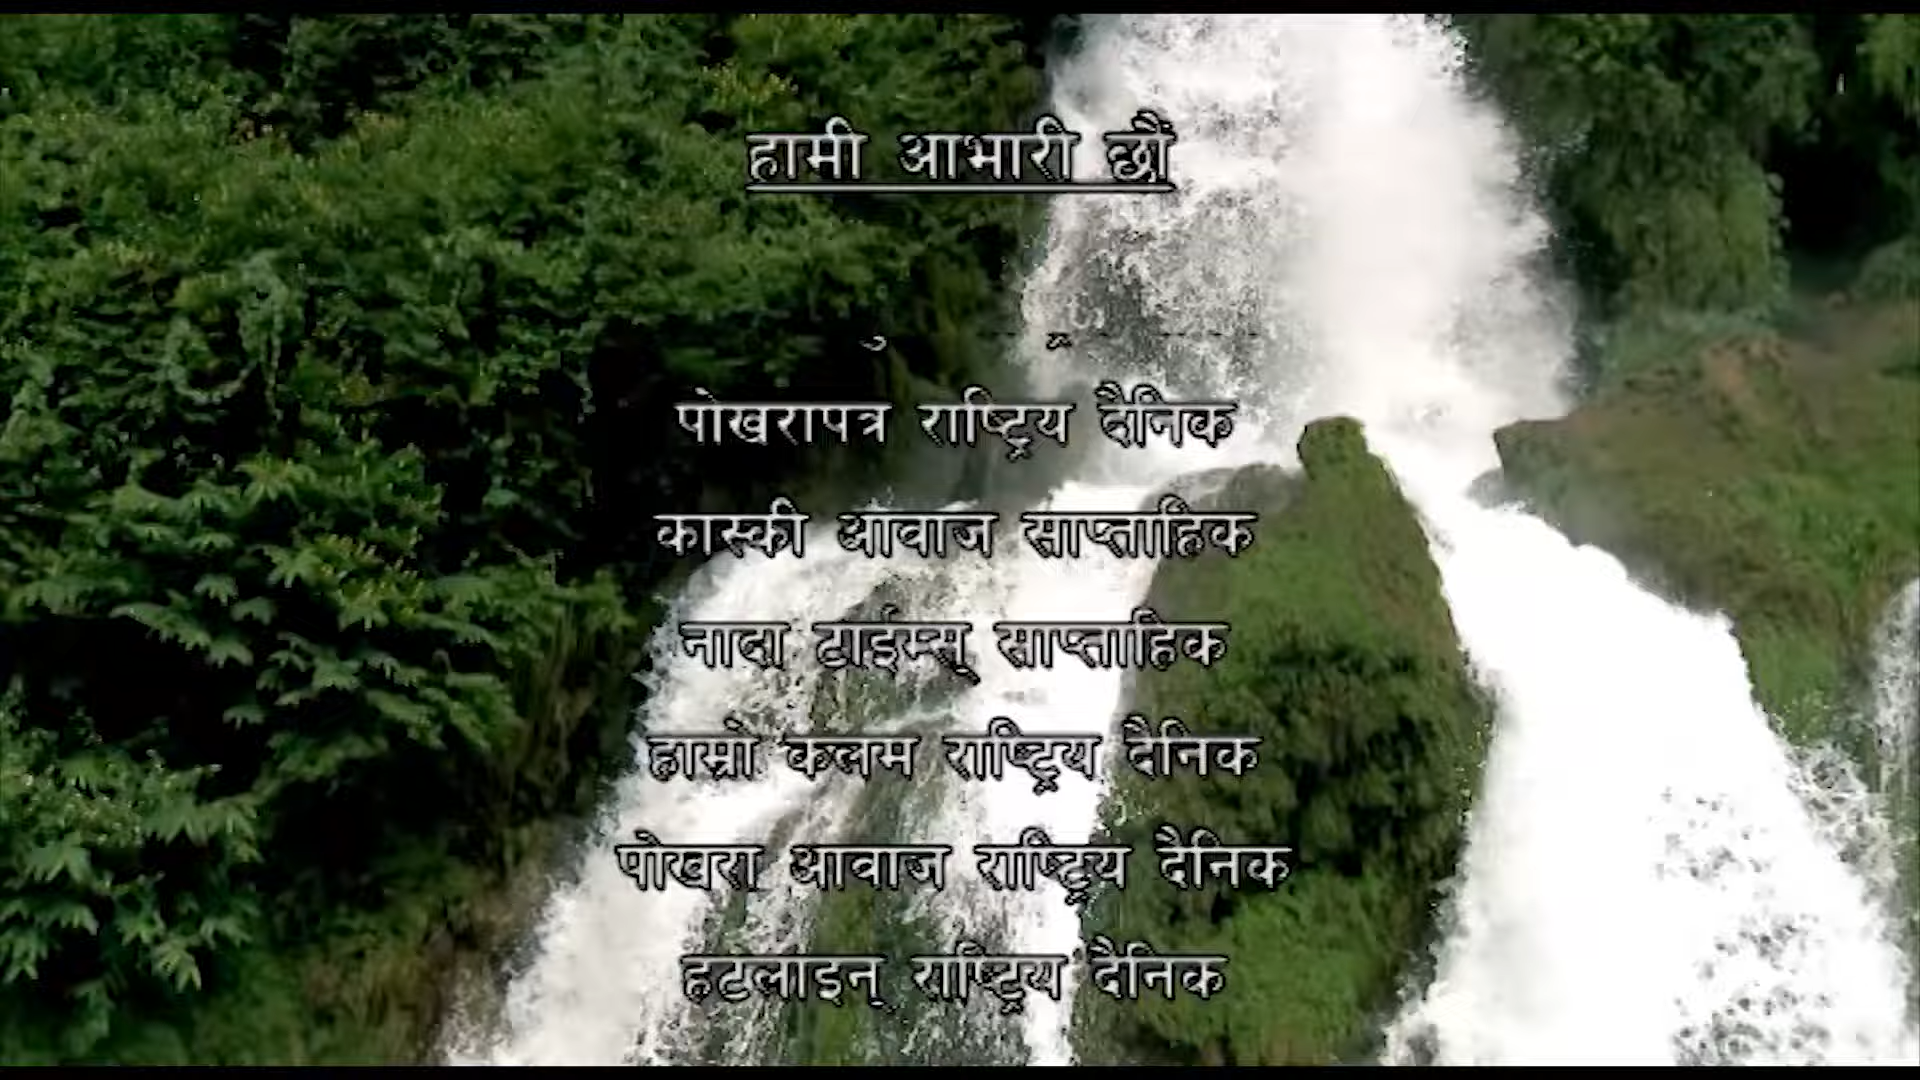 हामी आभारी छौं
पोखरापत्र राष्ट्रिय दैनिक
कास्की आवाज साप्ताहिक
नादा टाईम्स् साप्ताहिक
हाम्रो कलम राष्ट्रिय दैनिक
पोखरा आवाज राष्ट्रिय दैनिक
हटलाइन् राष्ट्रिय दैनिक